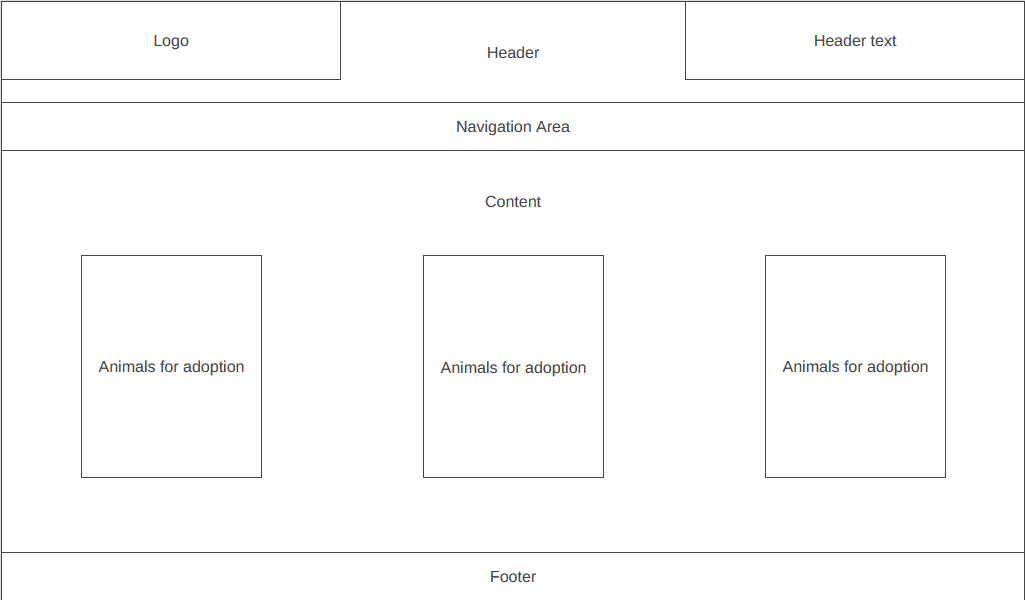 Logo
Header
Header text
Navigation Area
Content
Animals for adoption
Animals for adoption
Animals for adoption
Footer